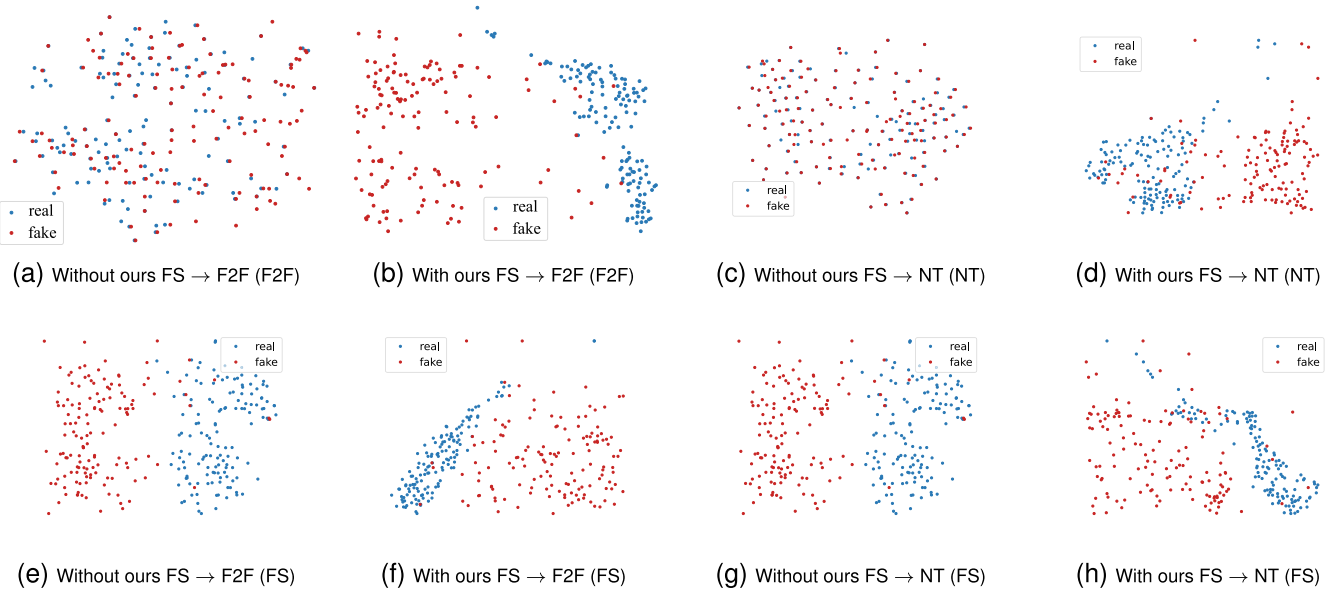 real
fake
real
fake
real
fake
real
fake
(a) Without ours FS → F2F (F2F)
(b) With ours FS → F2F (F2F)
(c) Without ours FS → NT (NT)
(d) With ours FS → NT (NT)
real
fake
real
fake
real
fake
real
fake
(e) Without ours FS → F2F (FS)
(f) With ours FS → F2F (FS)
(g) Without ours FS → NT (FS)
(h) With ours FS → NT (FS)